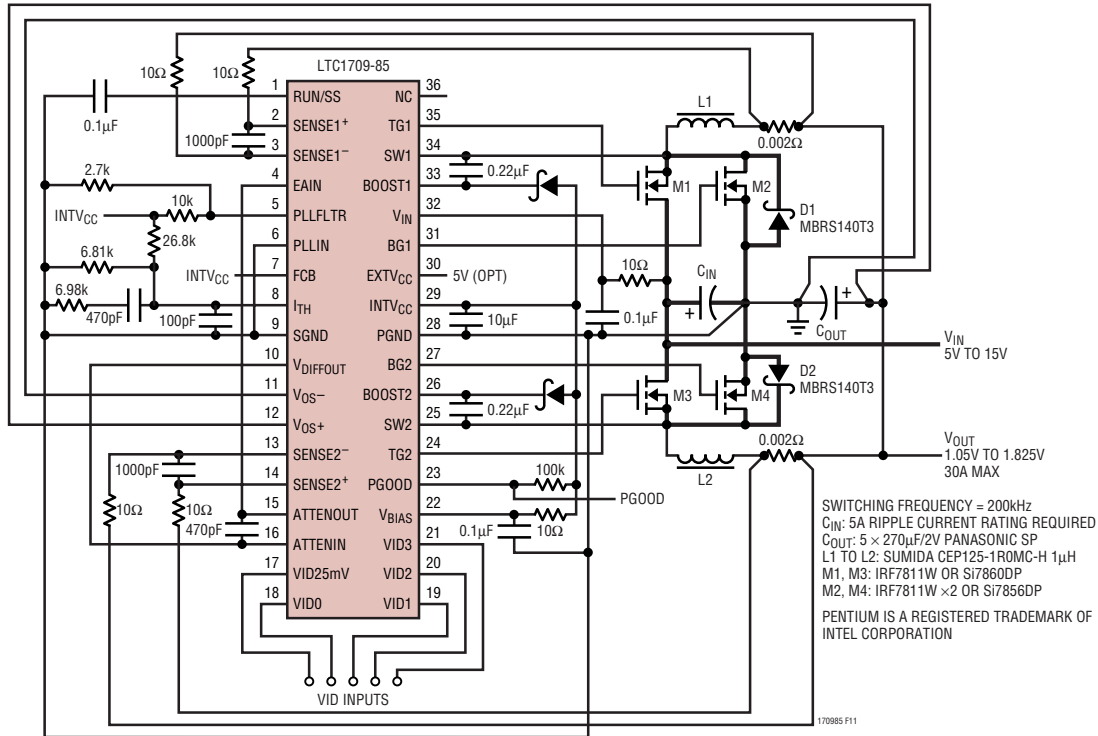 LTC1709-85
10Ω
10Ω
0.1µF
1000pF
1
2
3
4
5
6
7
8
9
10
11
12
13
14
15
16
17
18
RUN/SS
SENSE1+
SENSE1−
EAIN
PLLFLTR
PLLIN
FCB
ITH
SGND
VDIFFOUT
VOS−
VOS+
SENSE2−
SENSE2+
ATTENOUT
ATTENIN
VID25mV
VID0
NC
TG1
SW1
BOOST1
VIN
BG1
EXTVCC
INTVCC
PGND
BG2
BOOST2
SW2
TG2
PGOOD
VBIAS
VID3
VID2
VID1
36
35
34
33
32
31
30
29
28
27
26
25
24
23
22
21
20
19
2.7k
INTVCC
10k
26.8k
6.81k
INTVCC
6.98k
470pF
100pF
1000pF
10Ω
10Ω
470pF
VID INPUTS
0.22µF
5V (OPT)
10µF
0.22µF
100k
PGOOD
10Ω
0.1µF
10Ω
0.1µF
L1
0.002Ω
M1
M2
D1
MBRS140T3
CIN
+
COUT
+
VIN
5V TO 15V
D2
MBRS140T3
M3
M4
L2
0.002Ω
VOUT
1.05V TO 1.825V
30A MAX
SWITCHING FREQUENCY = 200kHz
CIN: 5A RIPPLE CURRENT RATING REQUIRED
COUT: 5 × 270µF/2V PANASONIC SP
L1 TO L2: SUMIDA CEP125-1R0MC-H 1µH
M1, M3: IRF7811W OR Si7860DP
M2, M4: IRF7811W ×2 OR Si7856DP
PENTIUM IS A REGISTERED TRADEMARK OF
INTEL CORPORATION
170985 F11